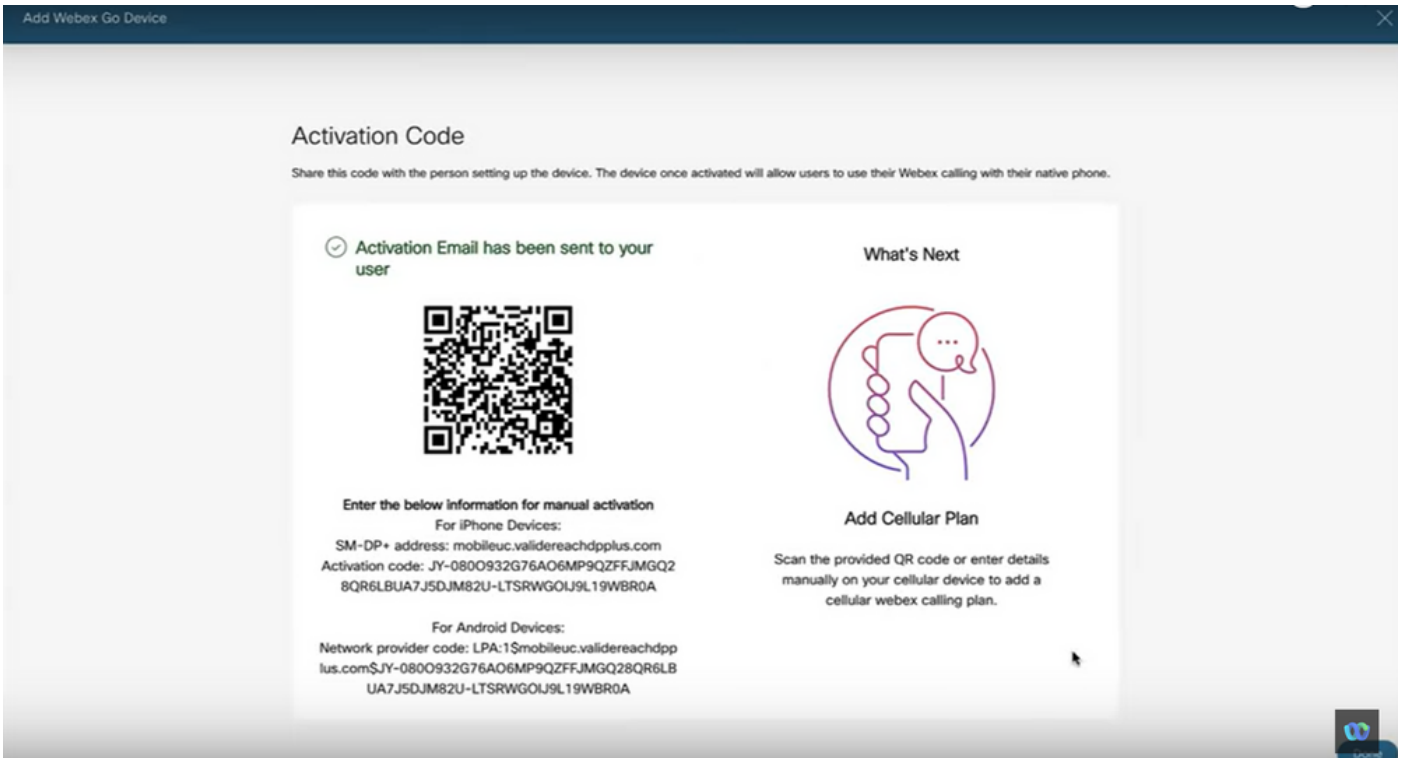 Add Webex Go Device
Activation Code
Share this code with the person setting up the device. The device once activated will allow users to use their Webex calling with their native phone.
Activation Email has been sent to your
user
Enter the below information for manual activation
For iPhone Devices:
SM-DP+ address: mobileuc.validereachdpplus.com
Activation code: JY-080O932G76AO6MP9QZFFJMGQ2
8QR6LBUA7J5DJM82U-LTSRWGOIJ9L19WBR0A
For Android Devices:
Network provider code: LPA:1$mobileuc.validereachdpp
lus.com$JY-080O932G76AO6MP9QZFFJMGQ28QR6LB
UA7J5DJM82U-LTSRWGOIJ9L19WBR0A
What's Next
Add Cellular Plan
Scan the provided QR code or enter details
manually on your cellular device to add a
cellular webex calling plan.
Done